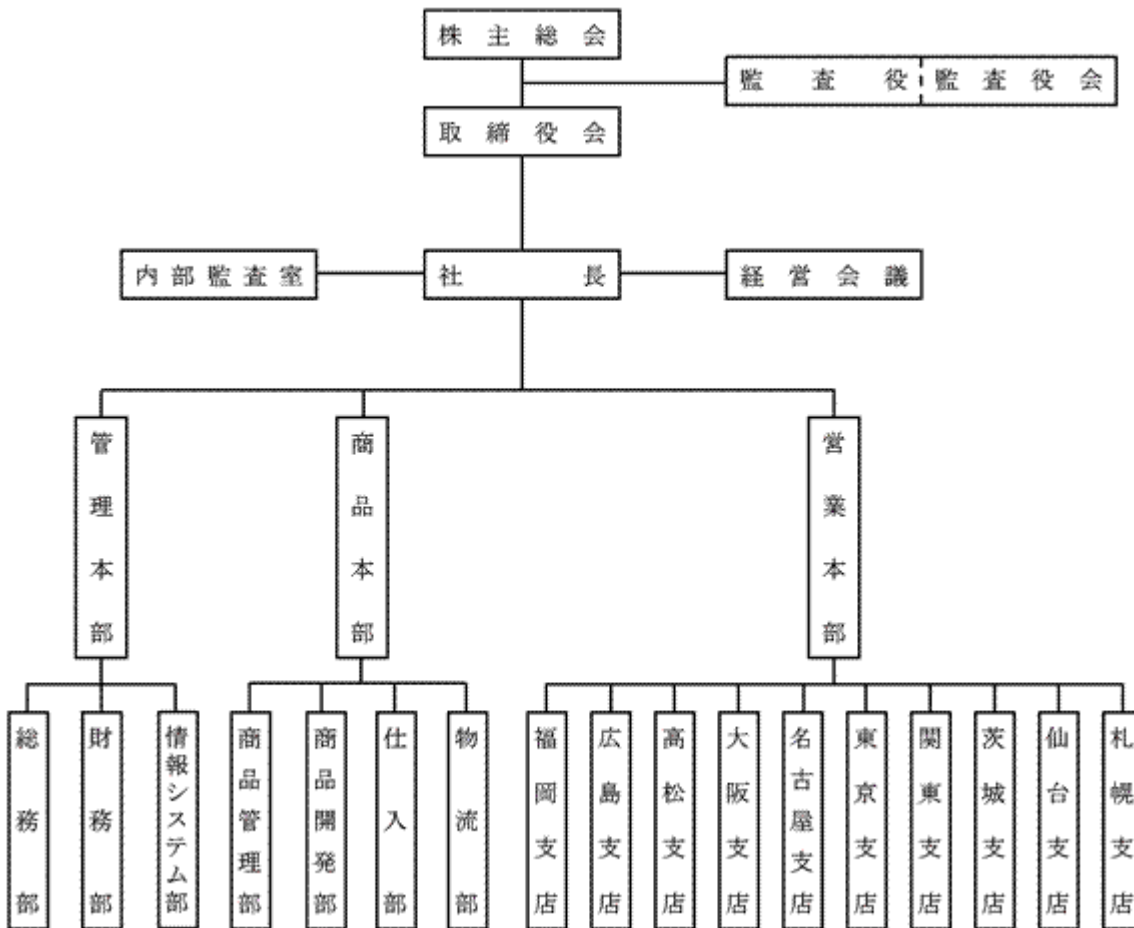 株主総会
監査役
監査役会
取締役会
内部監査室
社長
経営会議
管理本部
商品本部
営業本部
総務部
財務部
情報システム部
商品管理部
商品開発部
仕入部
物流部
福岡支店
広島支店
高松支店
大阪支店
名古屋支店
東京支店
関東支店
茨城支店
仙台支店
札幌支店